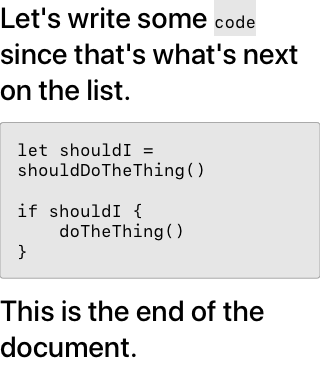 Let's write some code
since that's what's next
on the list.
let shouldI =
shouldDoTheThing()
if shouldI {
    doTheThing()
}
This is the end of the
document.